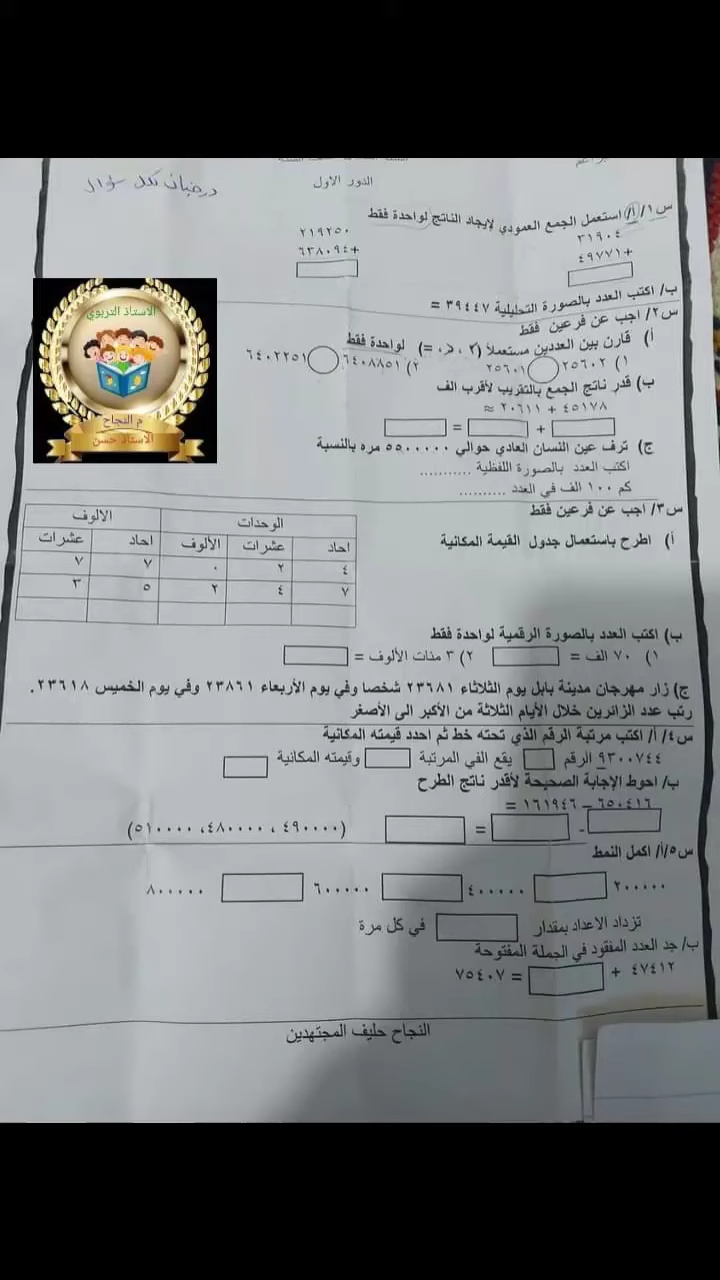 الدور الاول
درجتان لكل سؤال
س١/ أ/ استعمل الجمع العمودي لإيجاد الناتج لواحدة فقط
٣١٩٠٤ ٢١٩٢٥٠
٤٩٧٧١+ ٦٣٨٠٩٤+
ب/ اكتب العدد بالصورة التحليلية ٣٩٤٤٧ =
س٢/ اجب عن فرعين فقط
أ) قارن بين العددين مستعملاً (< ، > ، =) لواحدة فقط
١) ٢٥٦٠٢ ٢٥٦٠١ ٢) ٦٤٠٨٨٥١ ٦٤٠٢٢٥١
ب) قدر ناتج الجمع بالتقريب لأقرب الف
٤٥١٧٨ + ٢٠٦١١ ≈
+ =
ج) ترف عين النسان العادي حوالي ٥٥٠٠٠٠٠ مره بالنسبة
اكتب العدد بالصورة اللفظية ..........
كم ١٠٠ الف في العدد ..........
س٣/ اجب عن فرعين فقط
أ) اطرح باستعمال جدول القيمة المكانية
الوحدات الالوف
احاد عشرات الألوف احاد عشرات
٤ ٢ ٠ ٧ ٧
٧ ٤ ٢ ٥ ٣
ب) اكتب العدد بالصورة الرقمية لواحدة فقط
١) ٧٠ الف = ٢) ٣ مئات الألوف =
ج) زار مهرجان مدينة بابل يوم الثلاثاء ٢٣٦٨١ شخصا وفي يوم الأربعاء ٢٣٨٦١ وفي يوم الخميس ٢٣٦١٨.
رتب عدد الزائرين خلال الأيام الثلاثة من الأكبر الى الأصغر
س٤/ أ/ اكتب مرتبة الرقم الذي تحته خط ثم احدد قيمته المكانية
٩٣٠٠٧٤٤ الرقم يقع الفي المرتبة وقيمته المكانية
ب/ احوط الإجابة الصحيحة لأقدر ناتج الطرح
٦٥٠٤١٦ – ١٦١٩٤٦ =
- = (٤٩٠٠٠٠ ، ٤٨٠٠٠٠، ٥١٠٠٠٠)
س٥/أ/ اكمل النمط
٢٠٠٠٠٠ ٤٠٠٠٠٠ ٦٠٠٠٠٠ ٨٠٠٠٠٠
تزداد الاعداد بمقدار في كل مرة
ب/ جد العدد المفقود في الجملة المفتوحة
٤٧٤١٢ + = ٧٥٤٠٧
النجاح حليف المجتهدين
الاستاذ التربوي
م النجاح
الاستاذ حسن